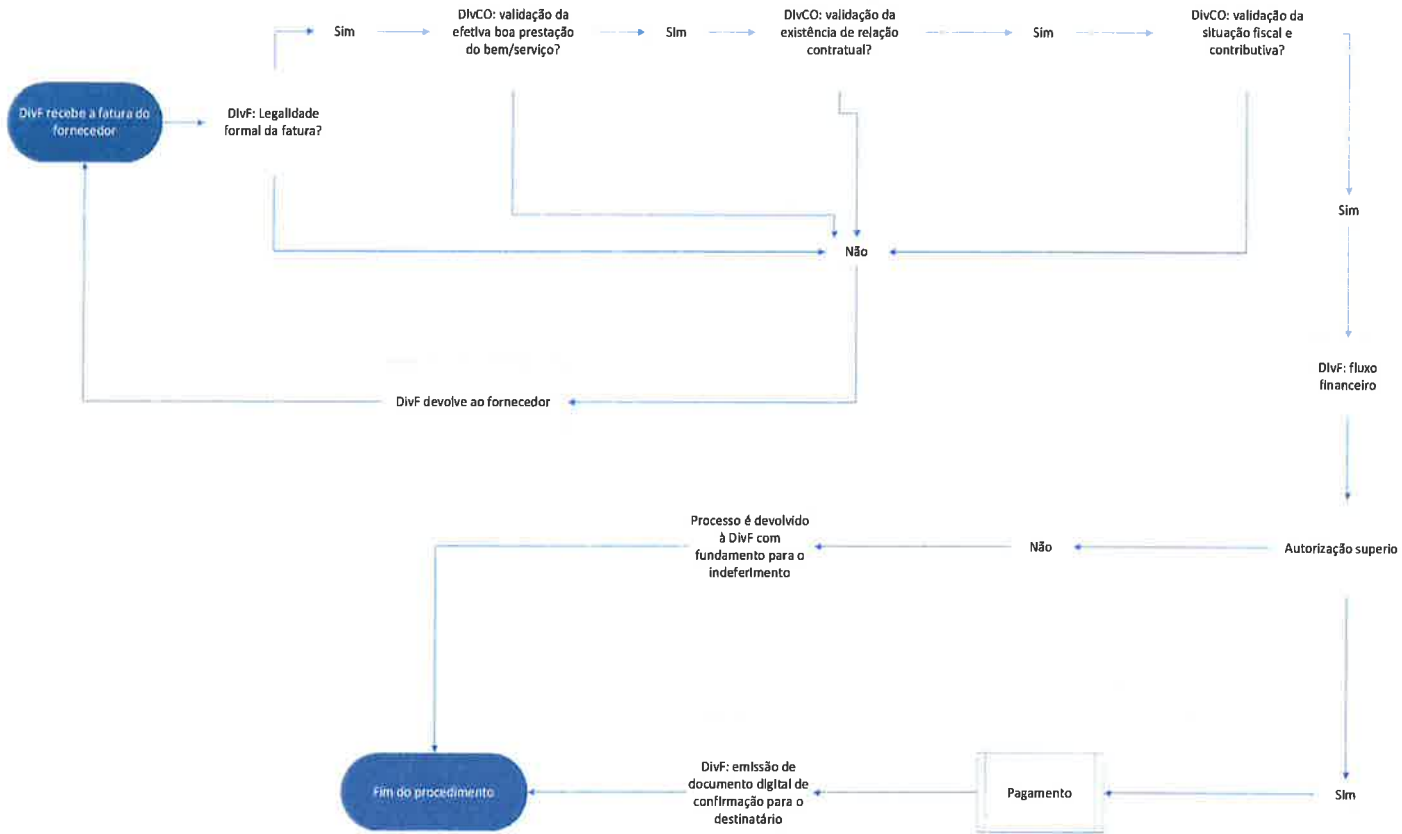 Sim
DivCO: validação da
efetiva boa prestação
do bem/serviço?
Sim
DivCO: validação da
existência de relação
contratual?
Sim
DivCO: validação da
situação fiscal e
contributiva?
DivF recebe a fatura do
fornecedor
DivF: Legalidade
formal da fatura?
Sim
Não
DivF: fluxo
financeiro
DivF devolve ao fornecedor
Processo é devolvido
à DivF com
fundamento para o
indeferimento
Não
Autorização superio
Fim do procedimento
DivF: emissão de
documento digital de
confirmação para o
destinatário
Pagamento
Sim